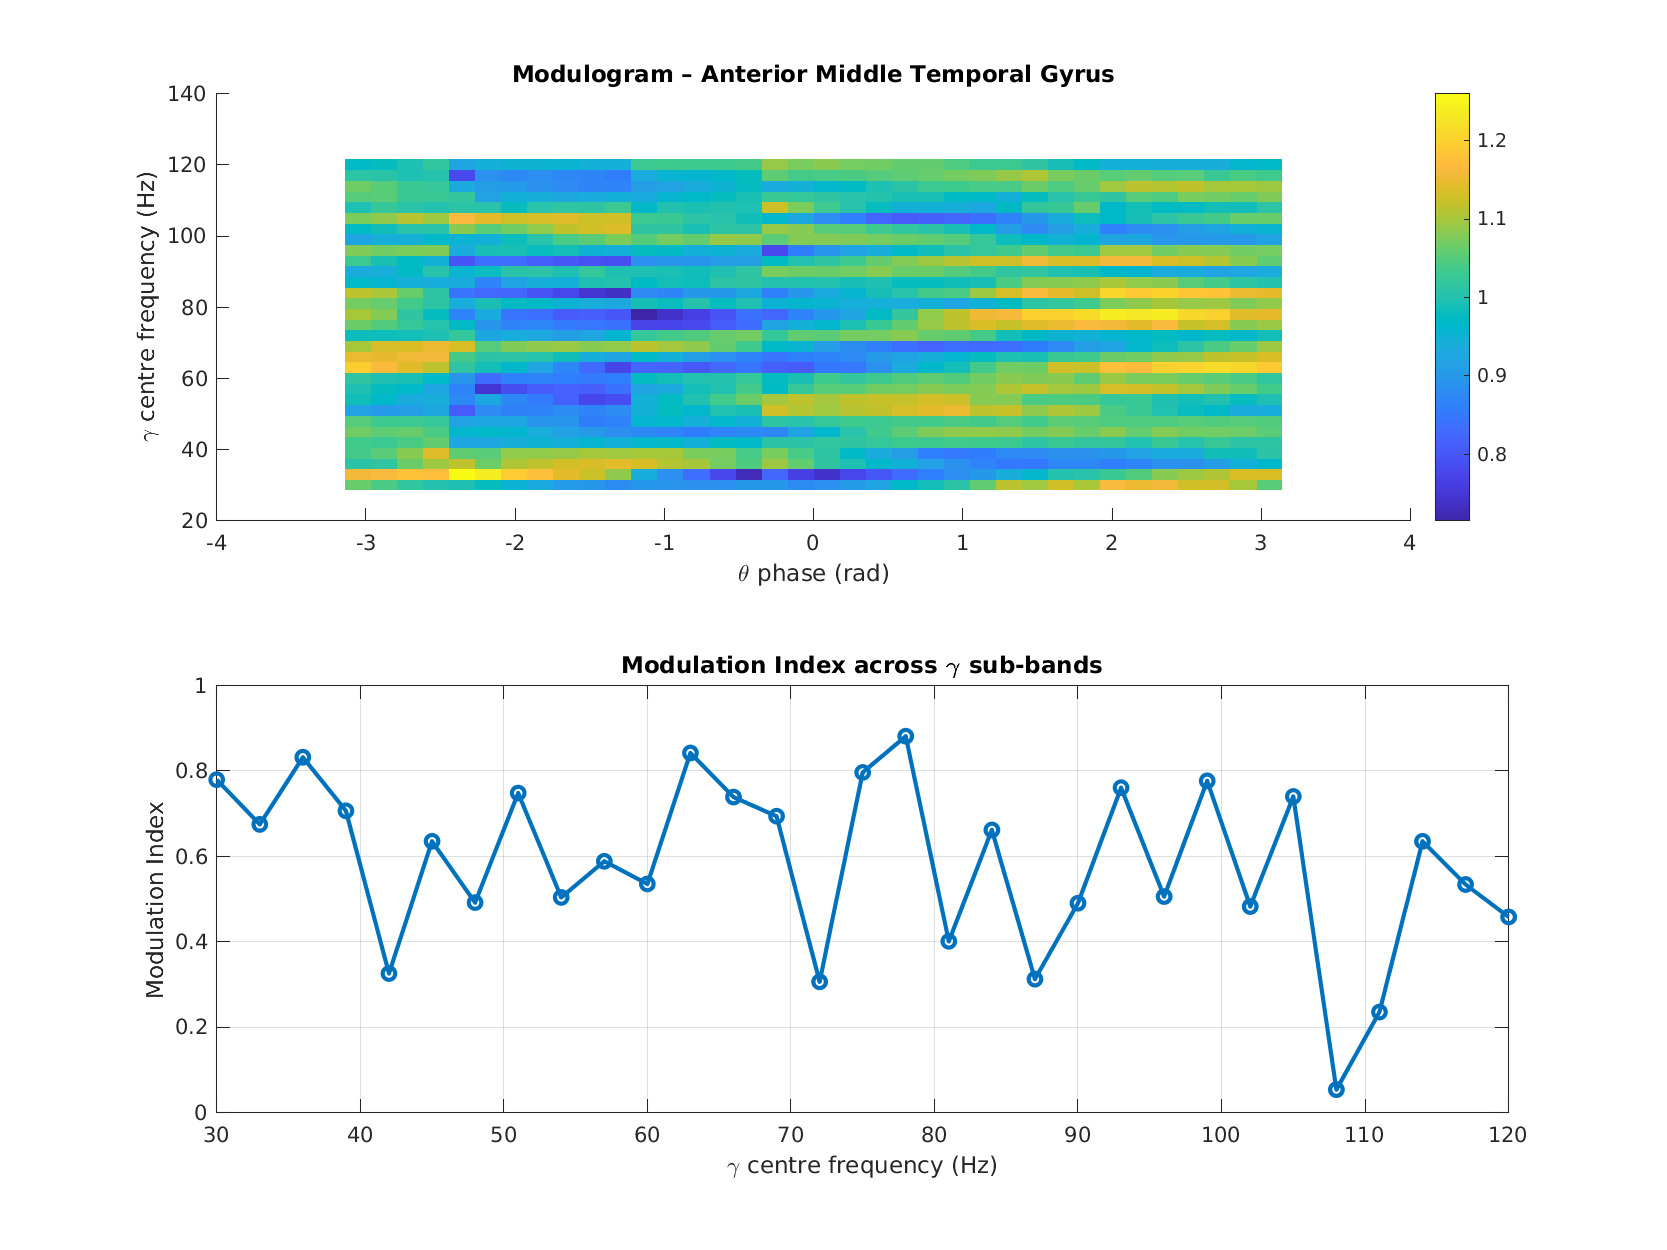 Modulogram – Anterior Middle Temporal Gyrus
140
120
100
80
60
40
20
γ centre frequency (Hz)
-4 -3 -2 -1 0 1 2 3 4
θ phase (rad)
1.2
1.1
1
0.9
0.8
Modulation Index across γ sub-bands
1
0.8
0.6
0.4
0.2
0
Modulation Index
30 40 50 60 70 80 90 100 110 120
γ centre frequency (Hz)